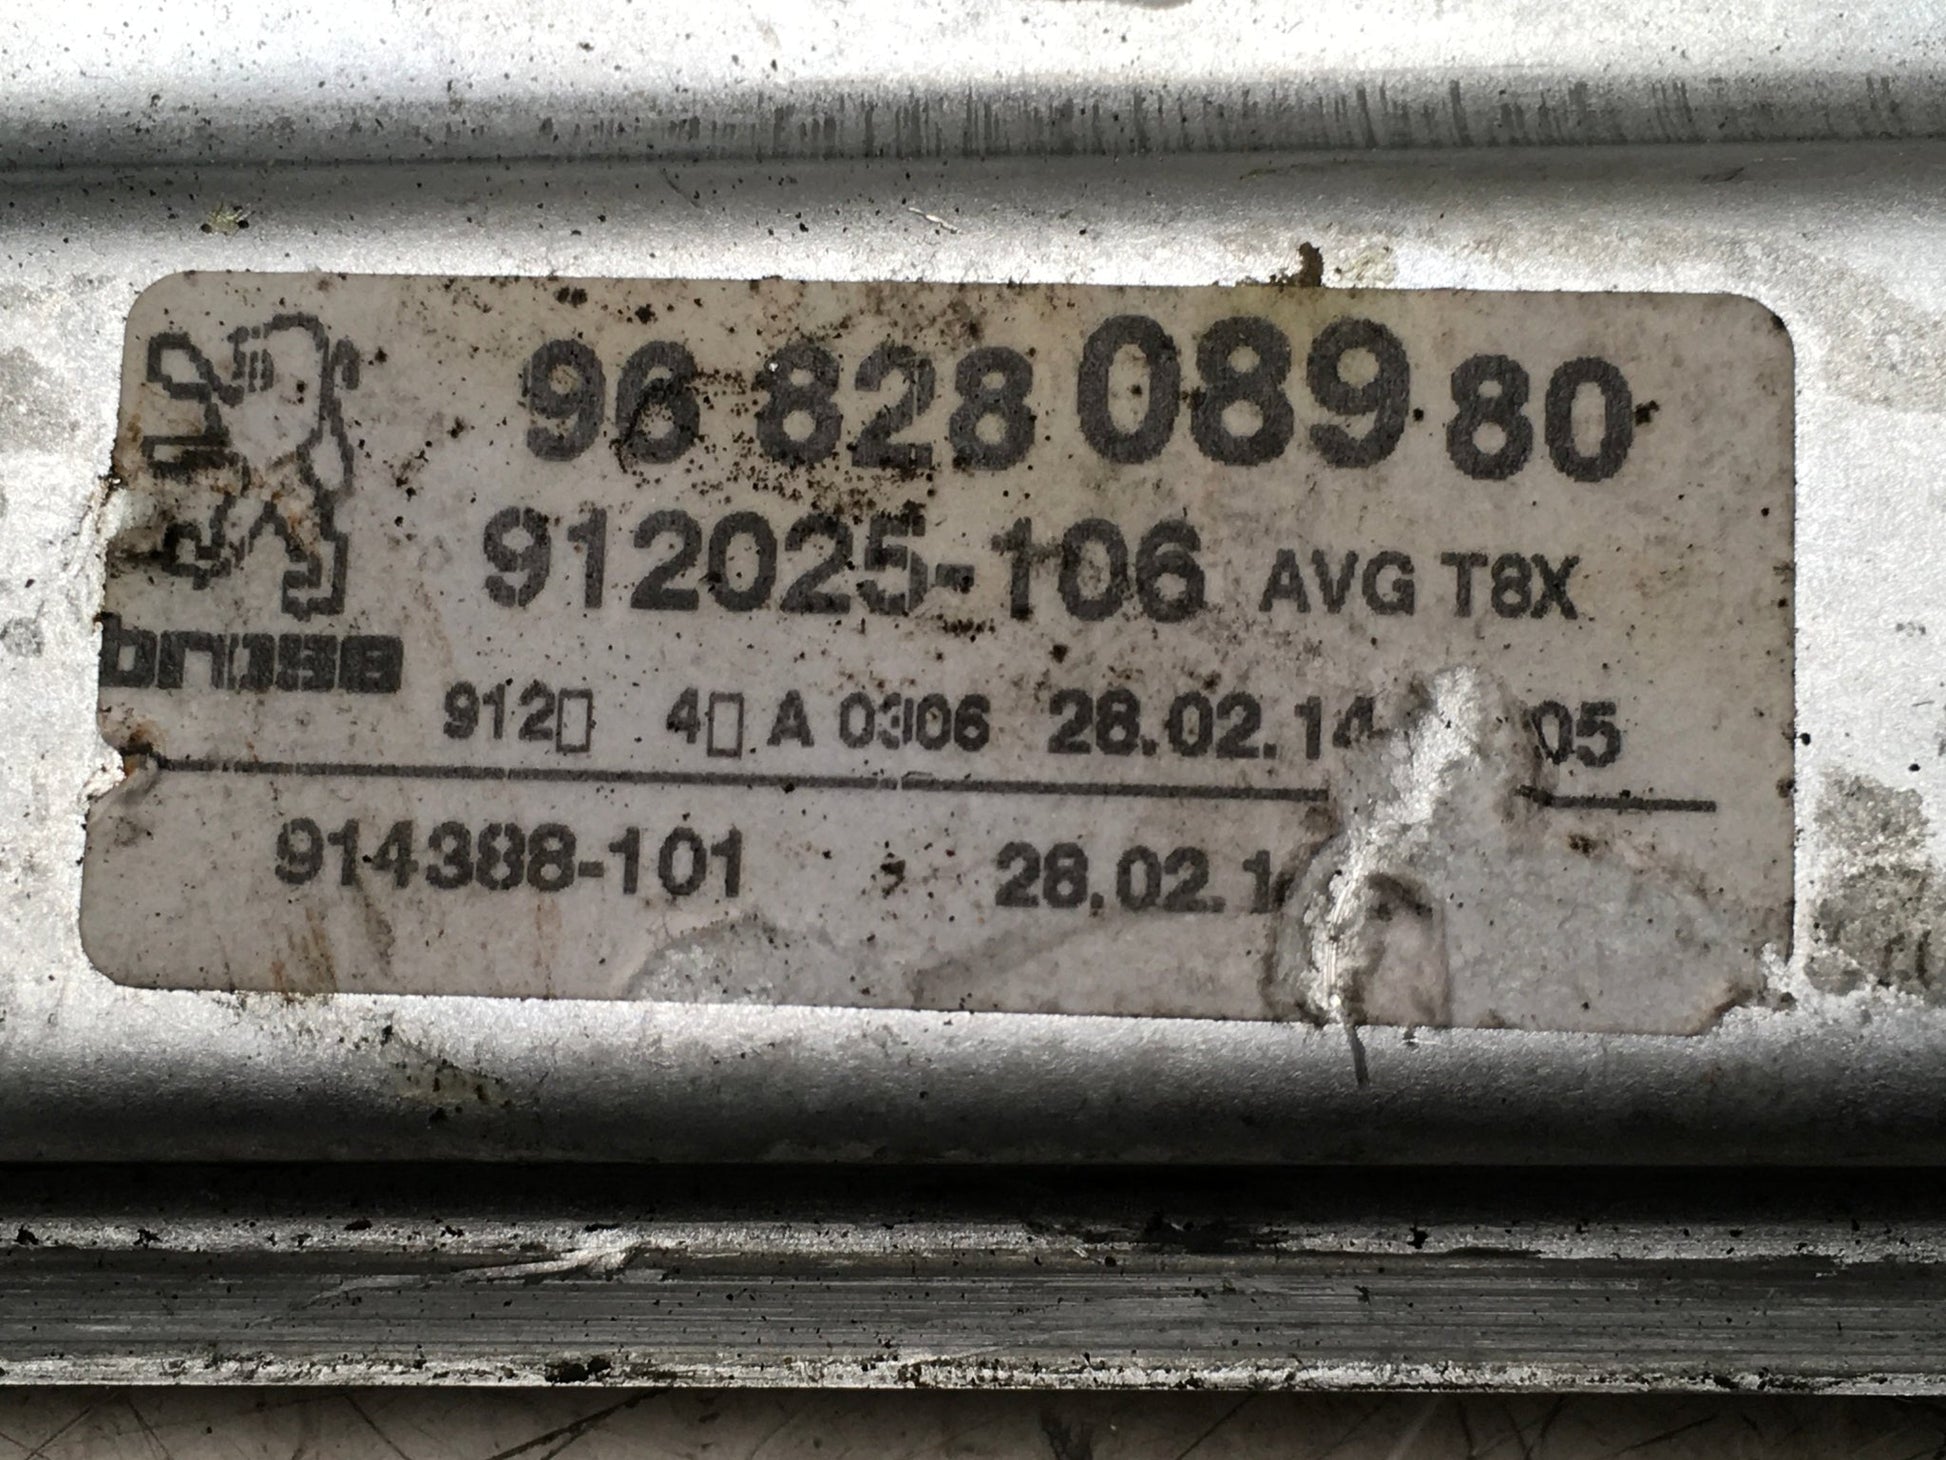 96 828 089 80
912025-106 AVG T8X
brose
912▯ 4▯ A 0306 28.02.14 05
914388-101 28.02.1